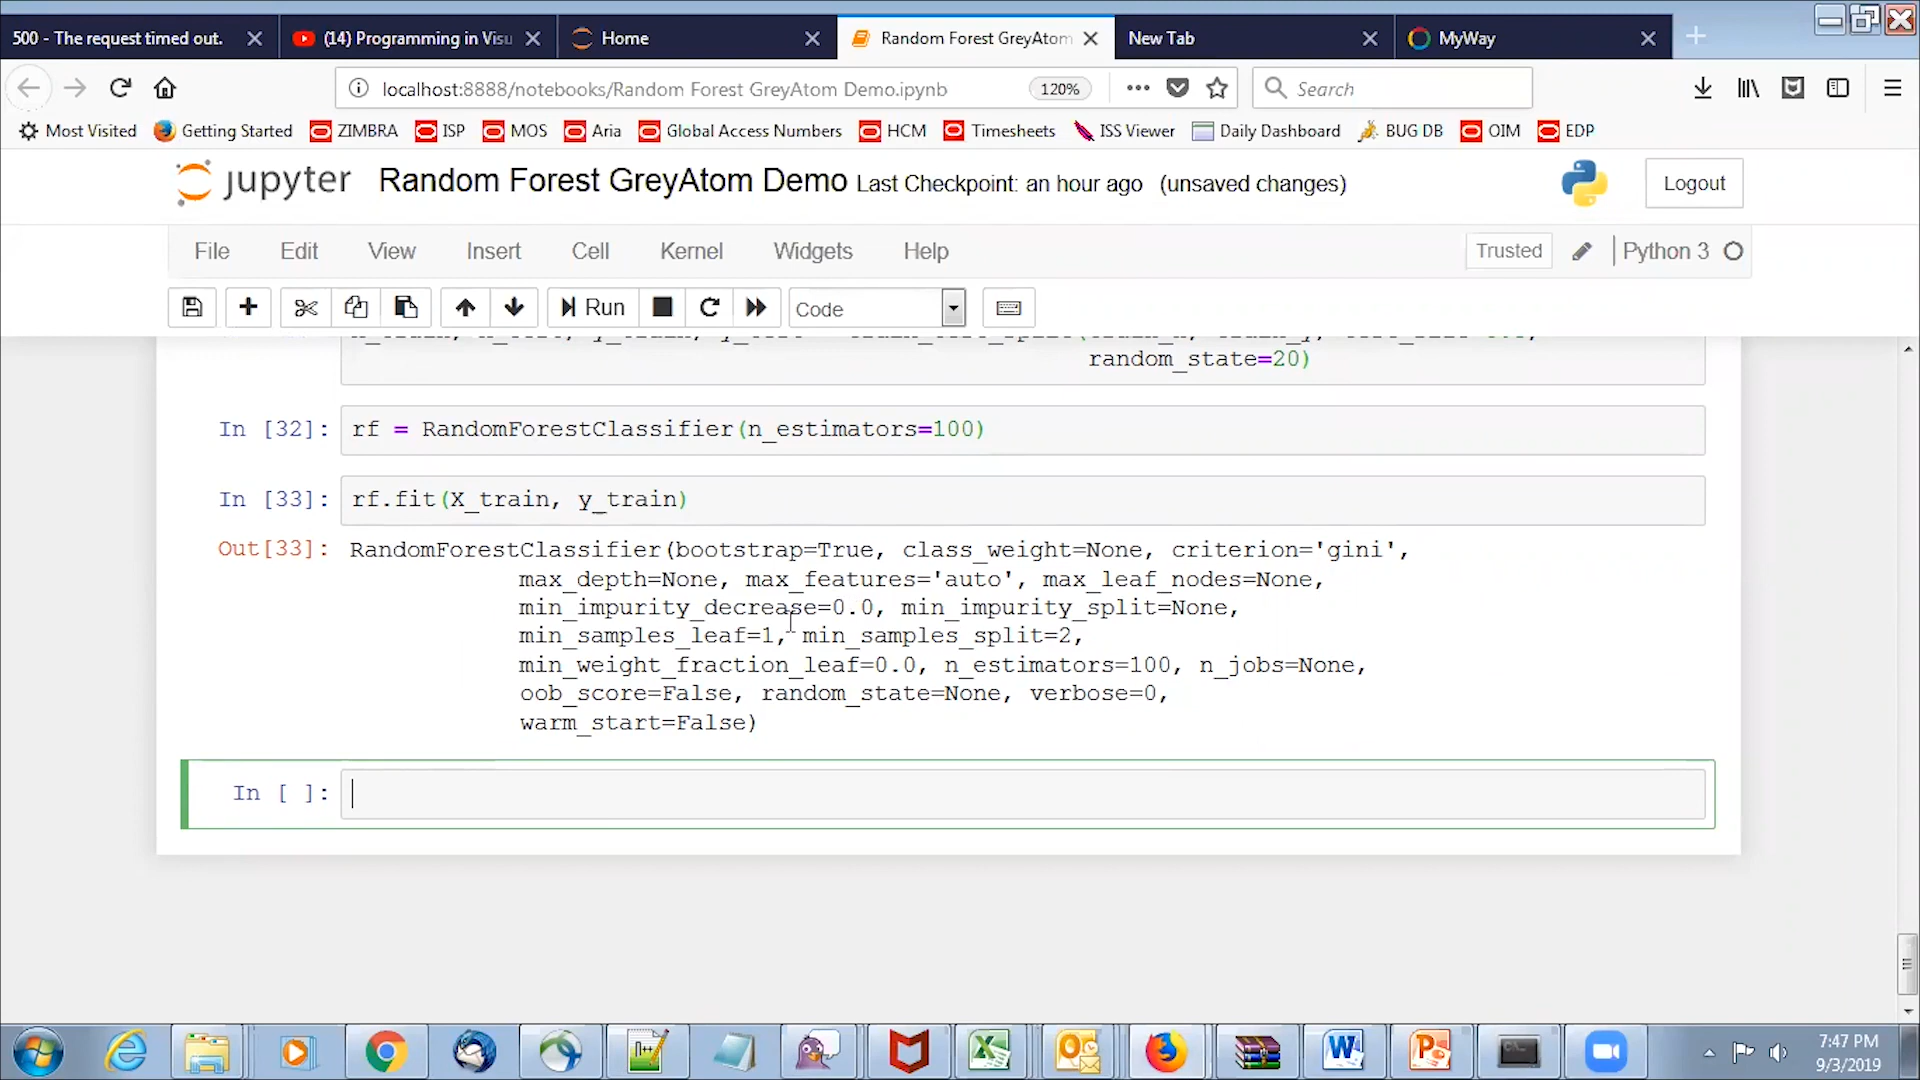 500 - The request timed out.
(14) Programming in Visu
Home
Random Forest GreyAtom
New Tab
MyWay
localhost:8888/notebooks/Random Forest GreyAtom Demo.ipynb
120%
Search
Most Visited
Getting Started
ZIMBRA
ISP
MOS
Aria
Global Access Numbers
HCM
Timesheets
ISS Viewer
Daily Dashboard
BUG DB
OIM
EDP
jupyter
Random Forest GreyAtom Demo Last Checkpoint: an hour ago (unsaved changes)
Logout
File Edit View Insert Cell Kernel Widgets Help
Trusted
Python 3
Run
Code
random_state=20)
In [32]: rf = RandomForestClassifier(n_estimators=100)
In [33]: rf.fit(X_train, y_train)
Out[33]: RandomForestClassifier(bootstrap=True, class_weight=None, criterion='gini',
max_depth=None, max_features='auto', max_leaf_nodes=None,
min_impurity_decrease=0.0, min_impurity_split=None,
min_samples_leaf=1, min_samples_split=2,
min_weight_fraction_leaf=0.0, n_estimators=100, n_jobs=None,
oob_score=False, random_state=None, verbose=0,
warm_start=False)
In [ ]:
7:47 PM
9/3/2019